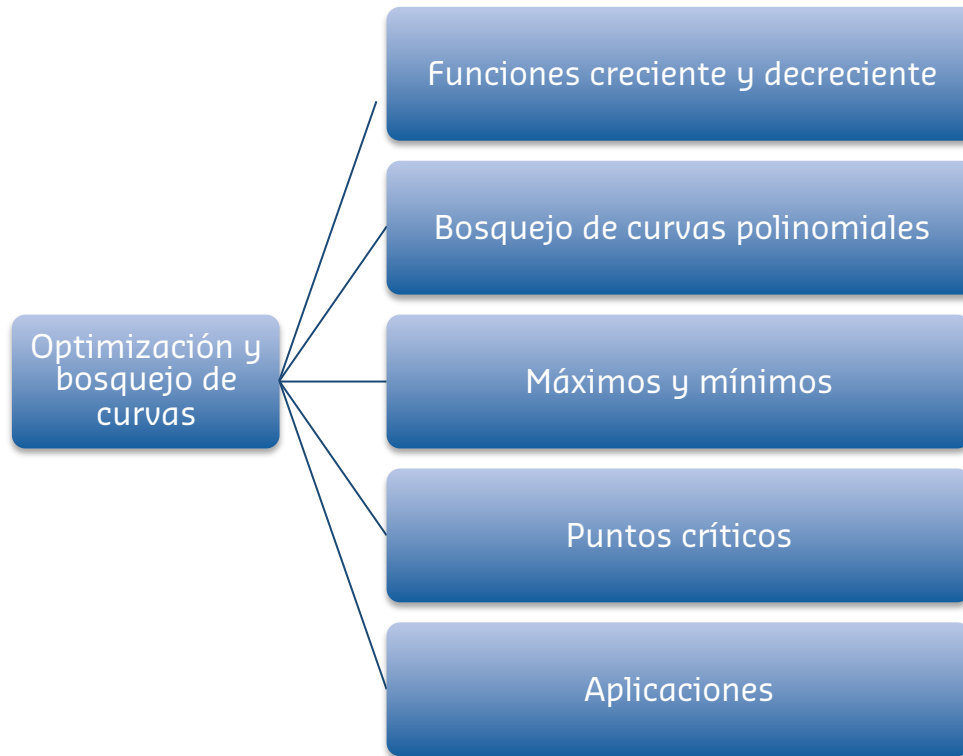 Funciones creciente y decreciente
Bosquejo de curvas polinomiales
Optimización y
bosquejo de
curvas
Máximos y mínimos
Puntos críticos
Aplicaciones